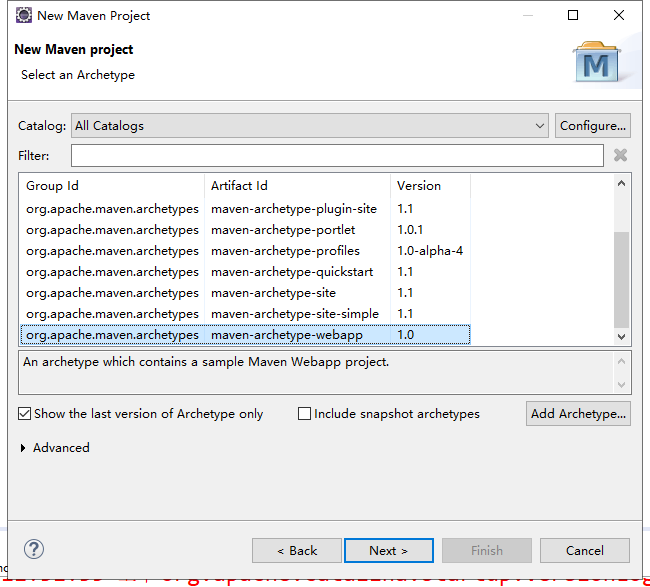 New Maven Project
New Maven project
Select an Archetype
M
Catalog: All Catalogs Configure...
Filter:
Group Id Artifact Id Version
org.apache.maven.archetypes maven-archetype-plugin-site 1.1
org.apache.maven.archetypes maven-archetype-portlet 1.0.1
org.apache.maven.archetypes maven-archetype-profiles 1.0-alpha-4
org.apache.maven.archetypes maven-archetype-quickstart 1.1
org.apache.maven.archetypes maven-archetype-site 1.1
org.apache.maven.archetypes maven-archetype-site-simple 1.1
org.apache.maven.archetypes maven-archetype-webapp 1.0
An archetype which contains a sample Maven Webapp project.
Show the last version of Archetype only Include snapshot archetypes Add Archetype...
Advanced
? < Back Next > Finish Cancel